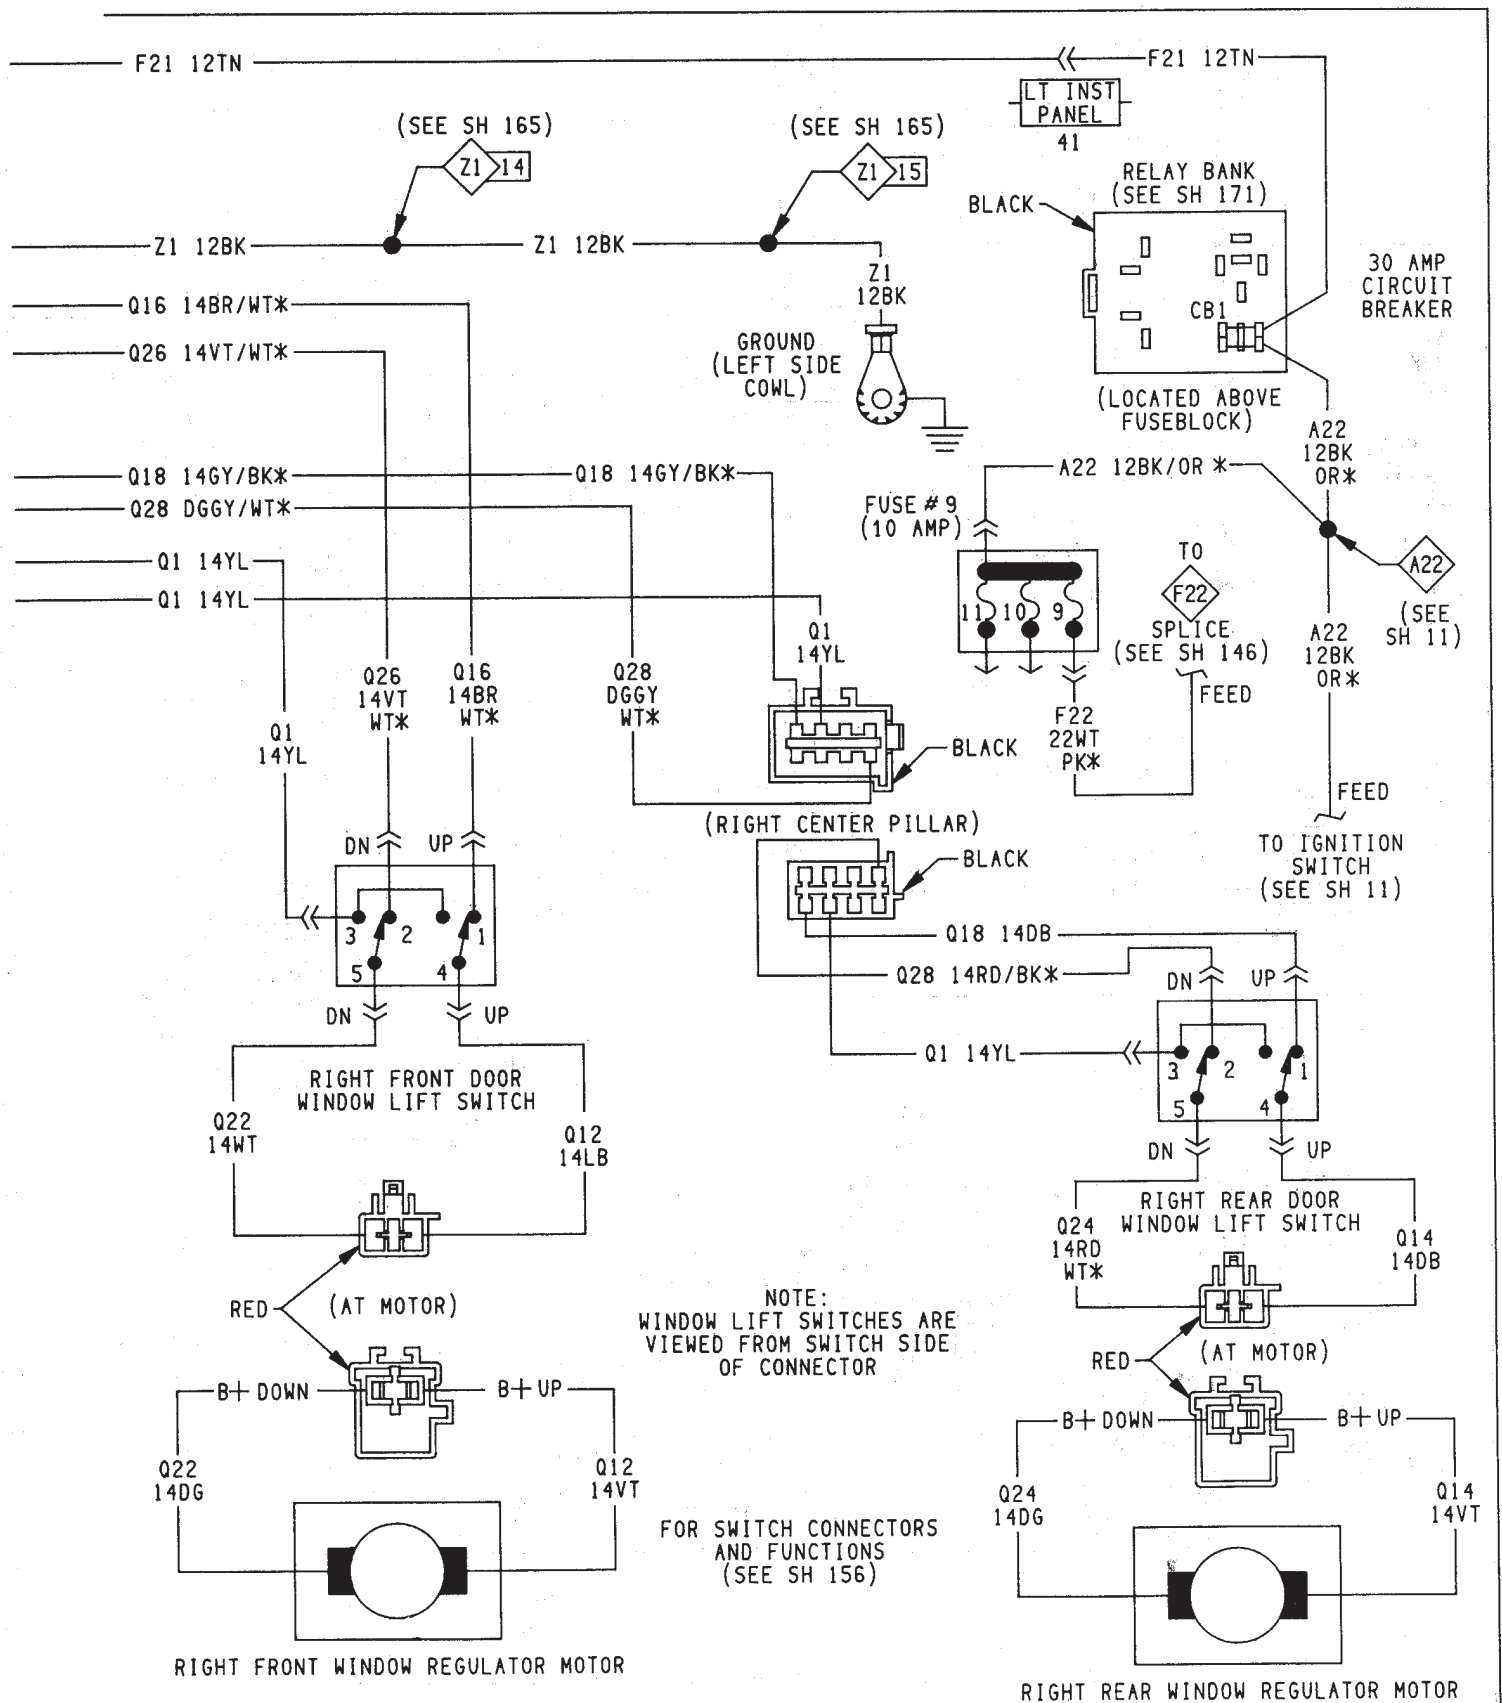 F21 12TN
F21 12TN
LT INST
PANEL
41
(SEE SH 165)
Z1 14
(SEE SH 165)
Z1 15
RELAY BANK
(SEE SH 171)
BLACK
Z1 12BK
Z1 12BK
Z1
12BK
30 AMP
CIRCUIT
BREAKER
CB1
Q16 14BR/WT*
Q26 14VT/WT*
GROUND
(LEFT SIDE
COWL)
(LOCATED ABOVE
FUSEBLOCK)
A22
12BK
OR*
Q18 14GY/BK*
Q18 14GY/BK*
A22 12BK/OR *
Q28 DGGY/WT*
FUSE #9
(10 AMP)
Q1 14YL
Q1 14YL
TO
F22
SPLICE
(SEE SH 146)
FEED
A22
(SEE
SH 11)
11 10 9
Q1
14YL
A22
12BK
OR*
Q26
14VT
WT*
Q16
14BR
WT*
Q28
DGGY
WT*
Q1
14YL
F22
22WT
PK*
BLACK
(RIGHT CENTER PILLAR)
BLACK
FEED
TO IGNITION
SWITCH
(SEE SH 11)
DN UP
3 2 1
5 4
DN UP
Q18 14DB
Q28 14RD/BK*
Q1 14YL
DN UP
3 2 1
5 4
DN UP
RIGHT FRONT DOOR
WINDOW LIFT SWITCH
Q22
14WT
Q12
14LB
RIGHT REAR DOOR
WINDOW LIFT SWITCH
Q24
14RD
WT*
Q14
14DB
RED
(AT MOTOR)
NOTE:
WINDOW LIFT SWITCHES ARE
VIEWED FROM SWITCH SIDE
OF CONNECTOR
RED
(AT MOTOR)
B+ DOWN
B+ UP
B+ DOWN
B+ UP
Q22
14DG
Q12
14VT
Q24
14DG
Q14
14VT
FOR SWITCH CONNECTORS
AND FUNCTIONS
(SEE SH 156)
RIGHT FRONT WINDOW REGULATOR MOTOR
RIGHT REAR WINDOW REGULATOR MOTOR